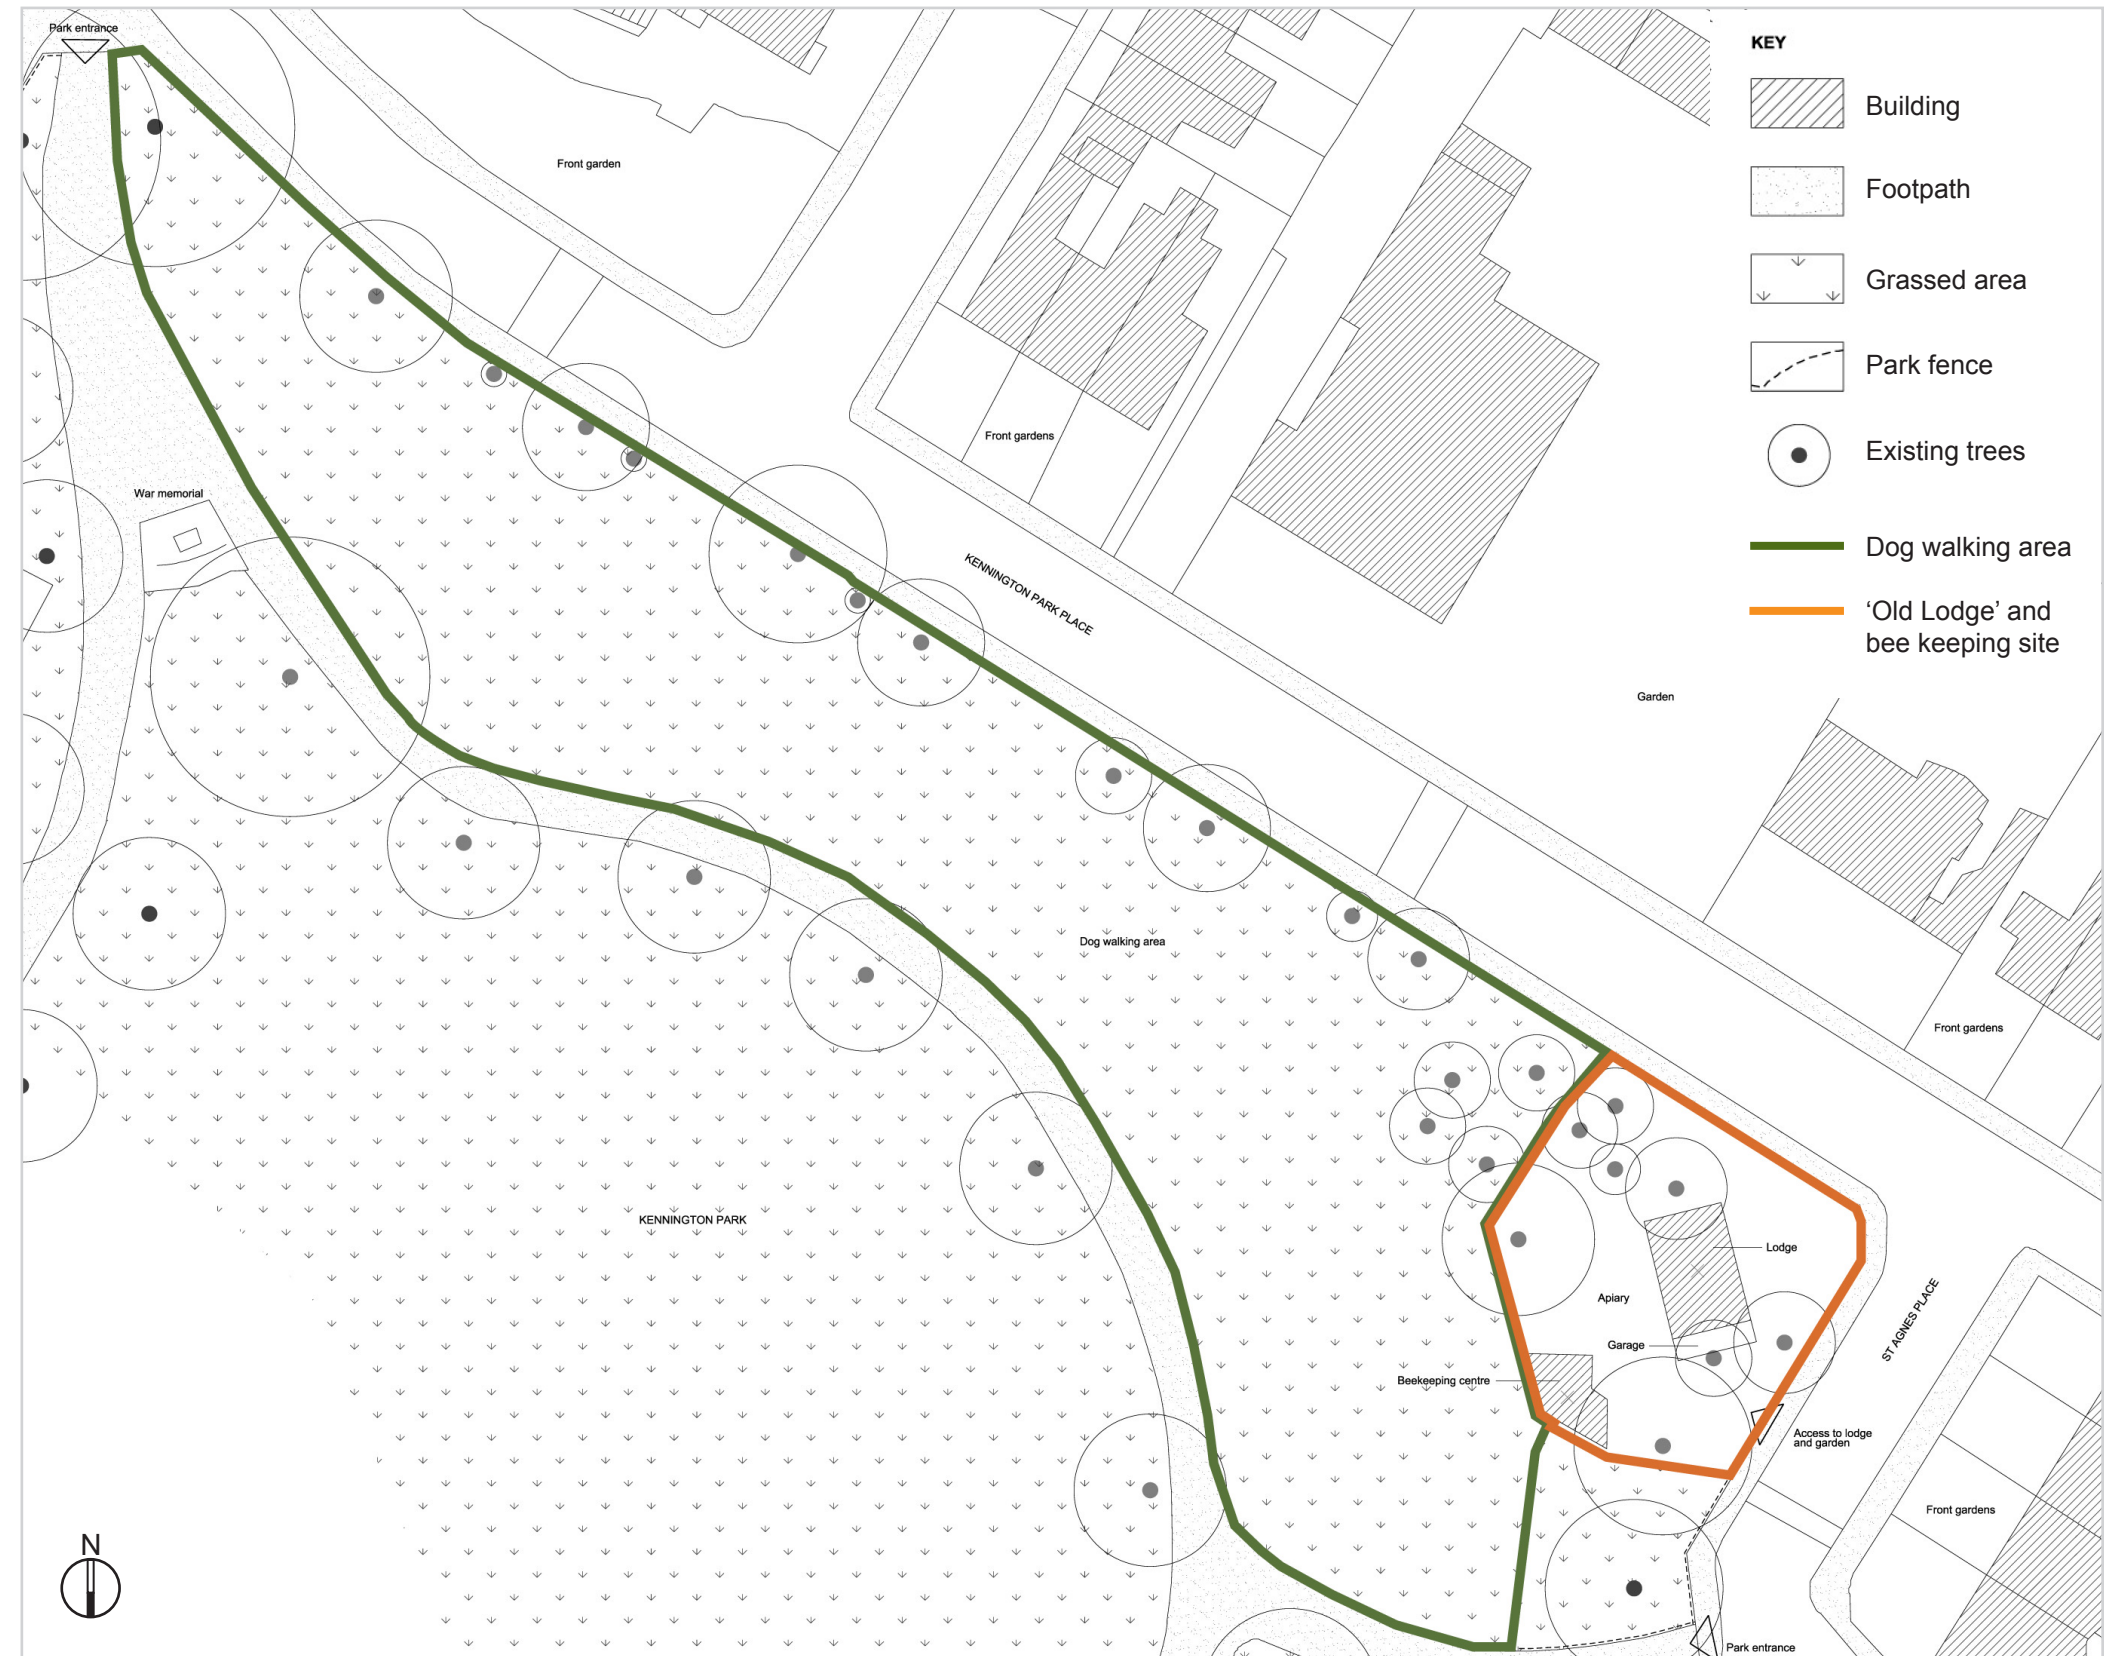 Park entrance
KEY
Building
Front garden
Footpath
Grassed area
Park fence
Front gardens
Existing trees
War memorial
Dog walking area
KENNINGTON PARK PLACE
‘Old Lodge’ and
bee keeping site
Garden
Dog walking area
Front gardens
KENNINGTON PARK
Lodge
Apiary
ST AGNES PLACE
Garage
Beekeeping centre
Access to lodge
and garden
Front gardens
N
Park entrance